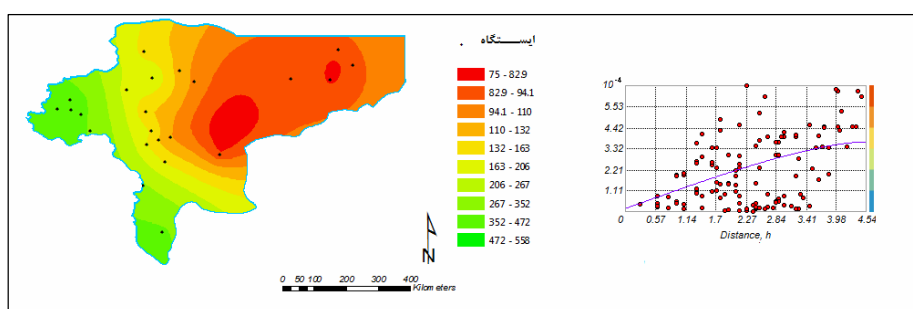 ایستگاه
75 - 82.9
82.9 - 94.1
94.1 - 110
110 - 132
132 - 163
163 - 206
206 - 267
267 - 352
352 - 472
472 - 558
N
0 50 100 200 300 400
Kilometers
10⁻⁴
5.53
4.42
3.32
2.21
1.11
0 0.57 1.14 1.7 2.27 2.84 3.41 3.98 4.54
Distance, h